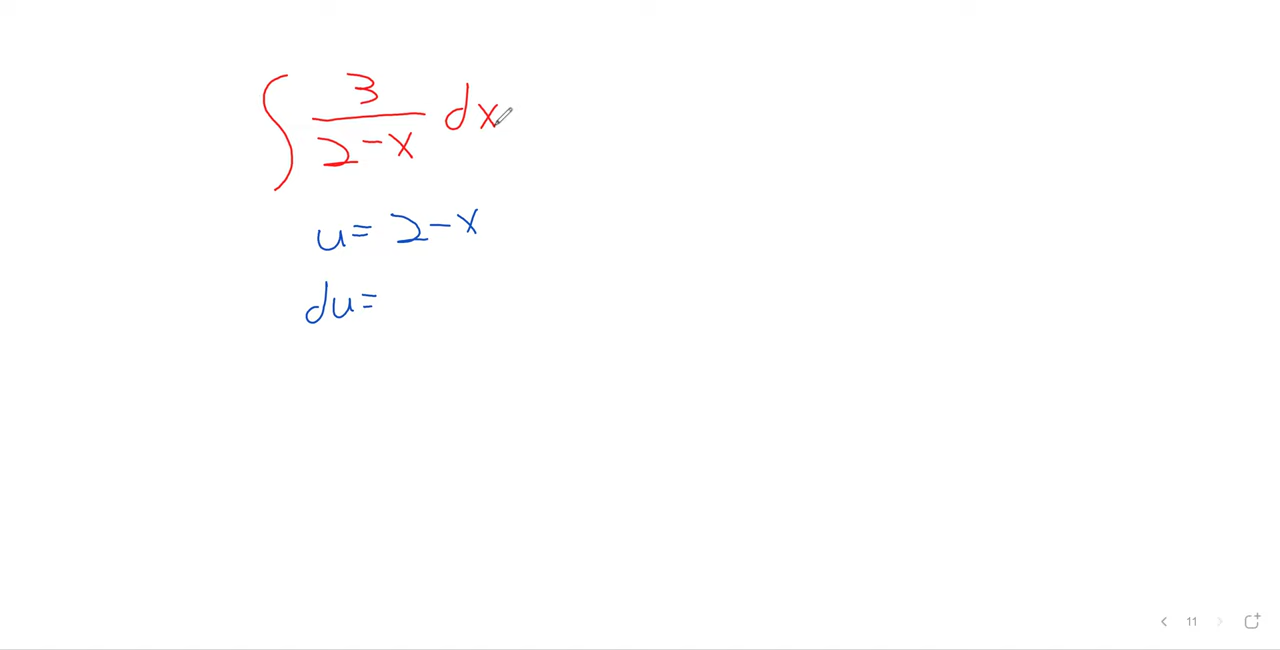 ∫ 3/(2-x) dx
u = 2-x
du =
11